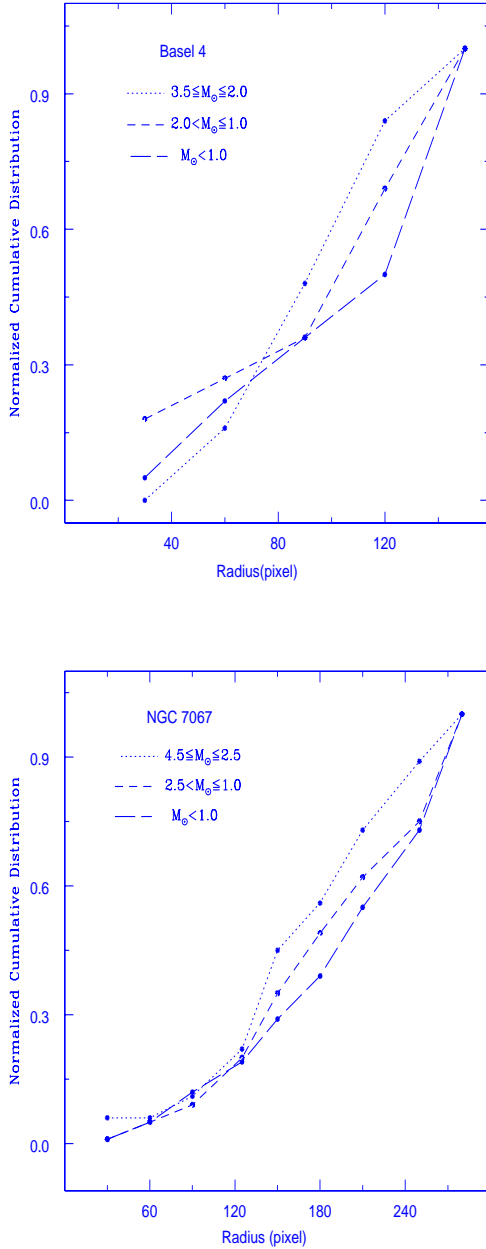 Basel 4
3.5≦M⊙≦2.0
2.0<M⊙≦1.0
M⊙<1.0
Normalized Cumulative Distribution
0.9
0.6
0.3
0.0
40 80 120
Radius(pixel)
NGC 7067
4.5≦M⊙≦2.5
2.5<M⊙≦1.0
M⊙<1.0
Normalized Cumulative Distribution
0.9
0.6
0.3
0.0
60 120 180 240
Radius (pixel)